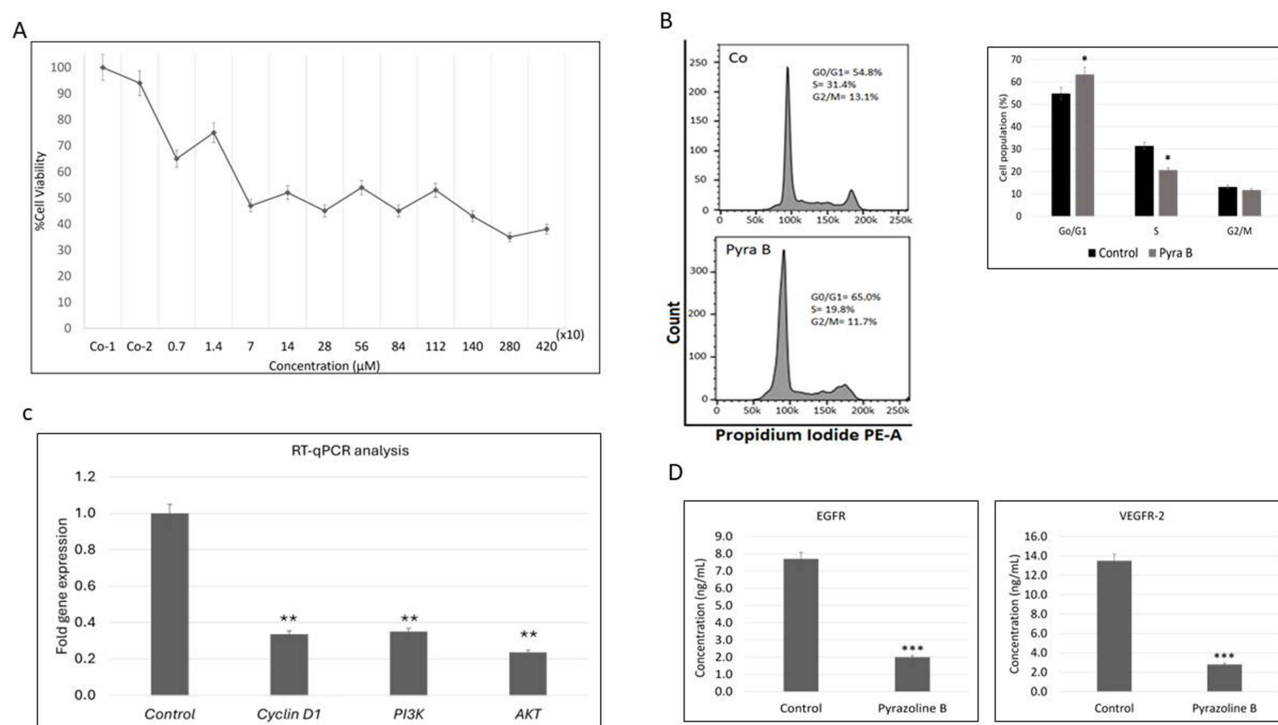 A
100
90
80
70
60
50
40
30
20
10
0
%Cell Viability
Co-1 Co-2 0.7 1.4 7 14 28 56 84 112 140 280 420 (x10)
Concentration (µM)
B
Co
G0/G1= 54.8%
S= 31.4%
G2/M= 13.1%
250
200
150
100
50
0
0 50k 100k 150k 200k 250k
Pyra B
G0/G1= 65.0%
S= 19.8%
G2/M= 11.7%
300
200
100
0
0 50k 100k 150k 200k 250k
Count
Propidium Iodide PE-A
70
60
50
40
30
20
10
0
Cell population (%)
*
*
Go/G1 S G2/M
Control Pyra B
c
RT-qPCR analysis
1.2
1.0
0.8
0.6
0.4
0.2
0.0
Fold gene expression
** ** **
Control Cyclin D1 PI3K AKT
D
EGFR
9.0
8.0
7.0
6.0
5.0
4.0
3.0
2.0
1.0
0.0
Concentration (ng/mL)
***
Control Pyrazoline B
VEGFR-2
16.0
14.0
12.0
10.0
8.0
6.0
4.0
2.0
0.0
Concentration (ng/mL)
***
Control Pyrazoline B